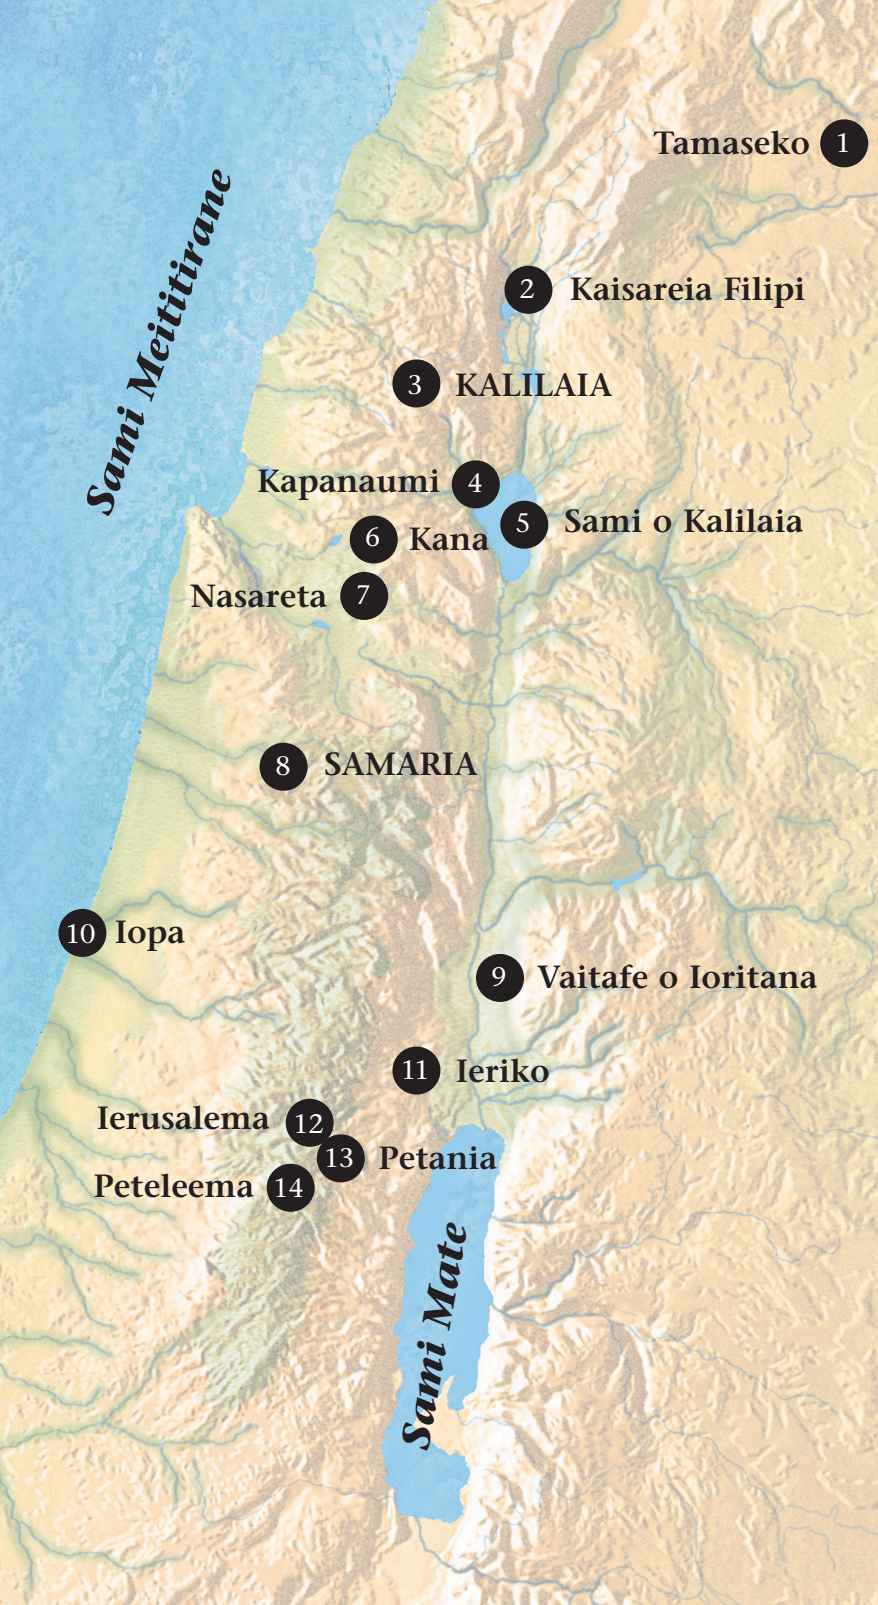 Tamaseko 1
Sami Meititirane
2 Kaisareia Filipi
3 KALILAIA
Kapanaumi 4
5 Sami o Kalilaia
6 Kana
Nasareta 7
8 SAMARIA
10 Iopa
9 Vaitafe o Ioritana
11 Ieriko
Ierusalema 12
13 Petania
Peteleema 14
Sami Mate